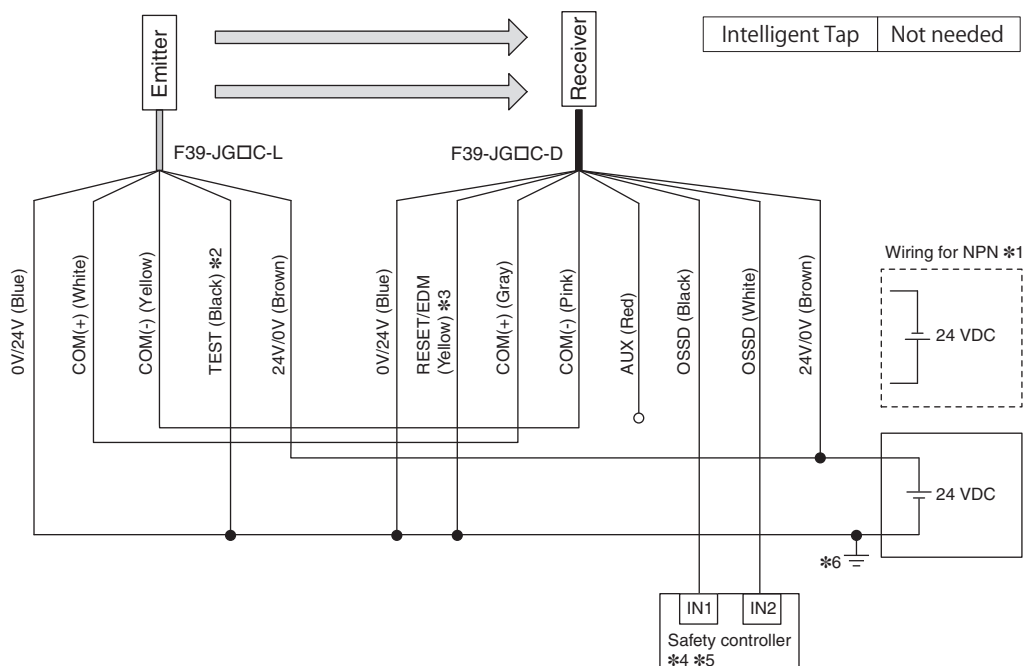 Emitter
Receiver
Intelligent Tap Not needed
F39-JG□C-L
F39-JG□C-D
0V/24V (Blue)
COM(+) (White)
COM(-) (Yellow)
TEST (Black) ✱2
24V/0V (Brown)
0V/24V (Blue)
RESET/EDM
(Yellow) ✱3
COM(+) (Gray)
COM(-) (Pink)
AUX (Red)
OSSD (Black)
OSSD (White)
24V/0V (Brown)
Wiring for NPN ✱1
24 VDC
24 VDC
✱6
IN1
IN2
Safety controller
✱4 ✱5